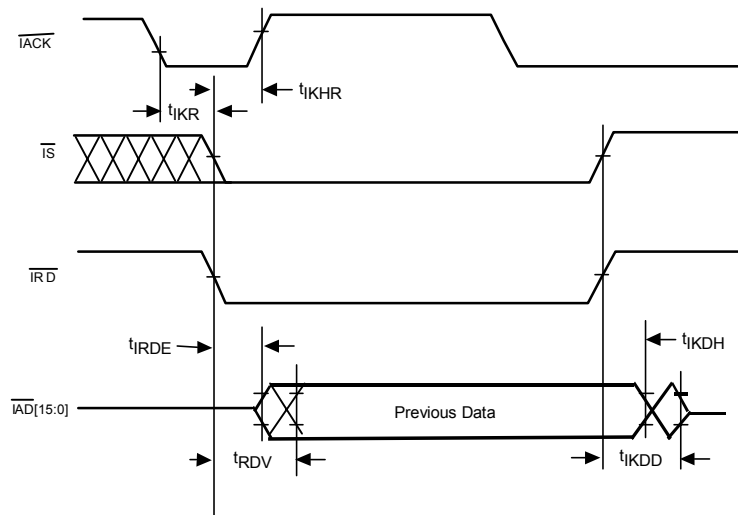 IACK
tIKHR
tIKR
IS
IRD
tIRDE
tIKDH
IAD[15:0]
Previous Data
tRDV
tIKDD